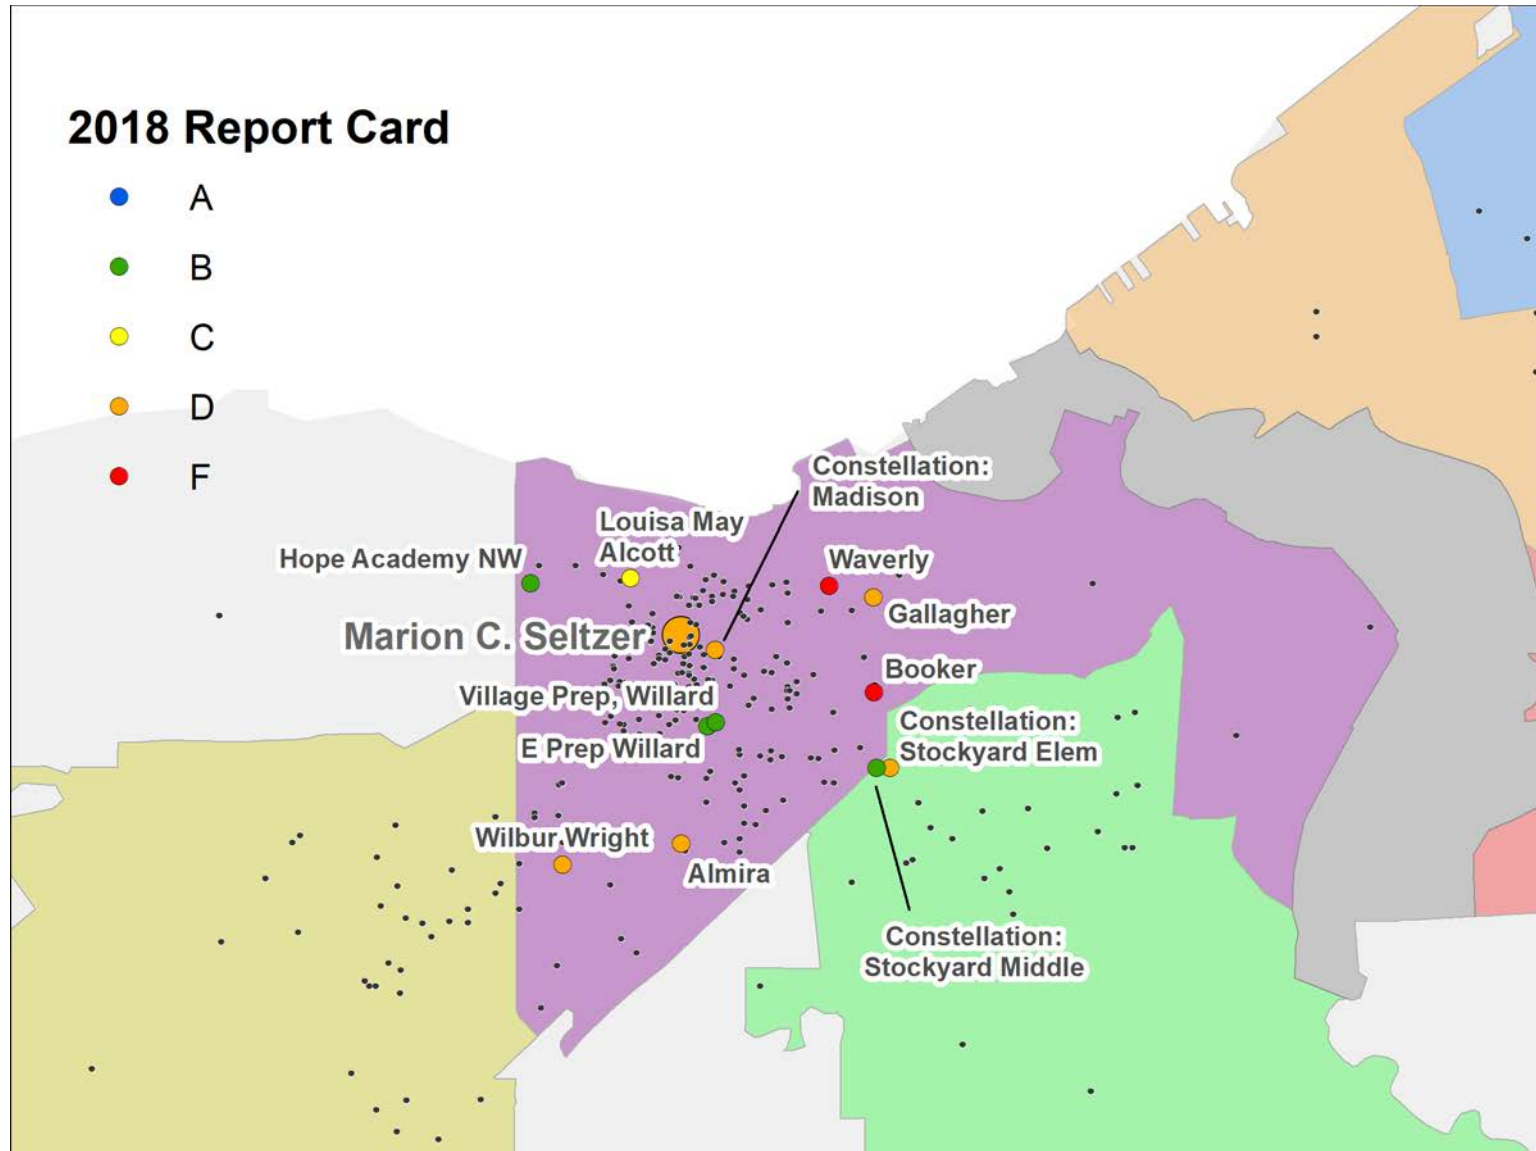 2018 Report Card
A
B
C
D
F
Constellation:
Madison
Louisa May
Alcott
Hope Academy NW
Waverly
Gallagher
Marion C. Seltzer
Booker
Village Prep, Willard
Constellation:
Stockyard Elem
E Prep Willard
Wilbur Wright
Almira
Constellation:
Stockyard Middle